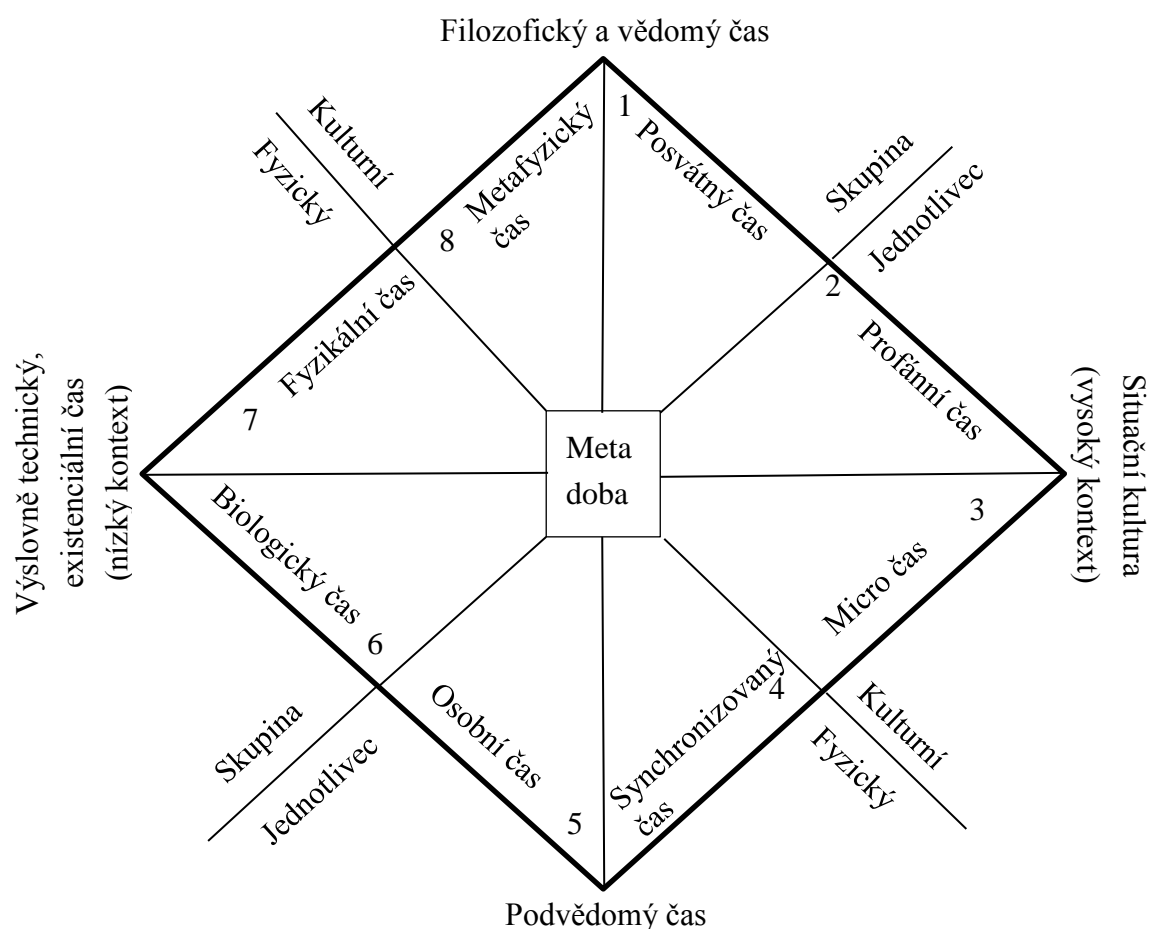 Filozofický a vědomý čas
Kulturní
Fyzický
8
Metafyzický
čas
1
Posvátný čas
Skupina
Jednotlivec
2
Profánní čas
Fyzikální čas
7
Výslovně technický,
existenciální čas
(nízký kontext)
Meta
doba
Situační kultura
(vysoký kontext)
3
Micro čas
Biologický čas
6
Synchronizovaný
čas
4
Kulturní
Fyzický
Skupina
Jednotlivec
Osobní čas
5
Podvědomý čas